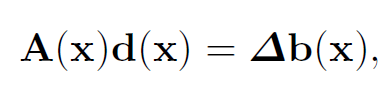 A(x)d(x) = Δb(x),